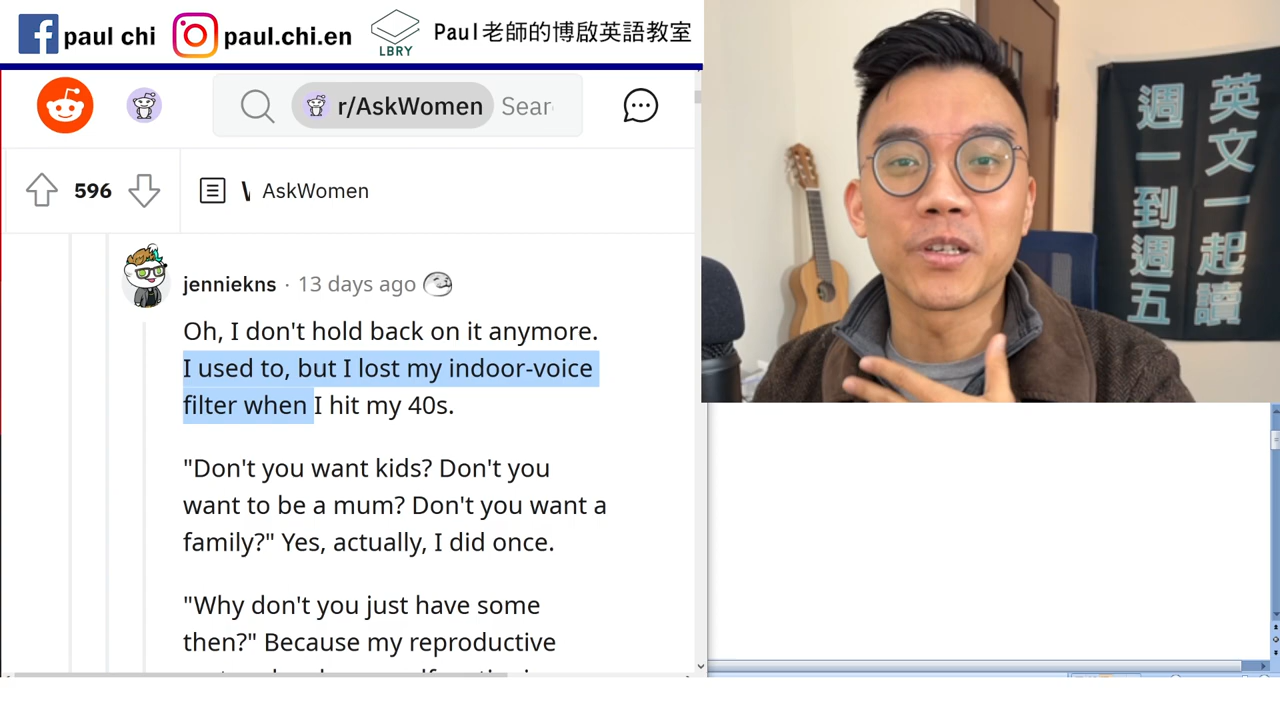 paul chi
paul.chi.en
LBRY
Paul老師的博啟英語教室
r/AskWomen
AskWomen
596
jenniekns · 13 days ago
Oh, I don't hold back on it anymore.
I used to, but I lost my indoor-voice
filter when I hit my 40s.
"Don't you want kids? Don't you
want to be a mum? Don't you want a
family?" Yes, actually, I did once.
"Why don't you just have some
then?" Because my reproductive
英文一起讀
週一到週五